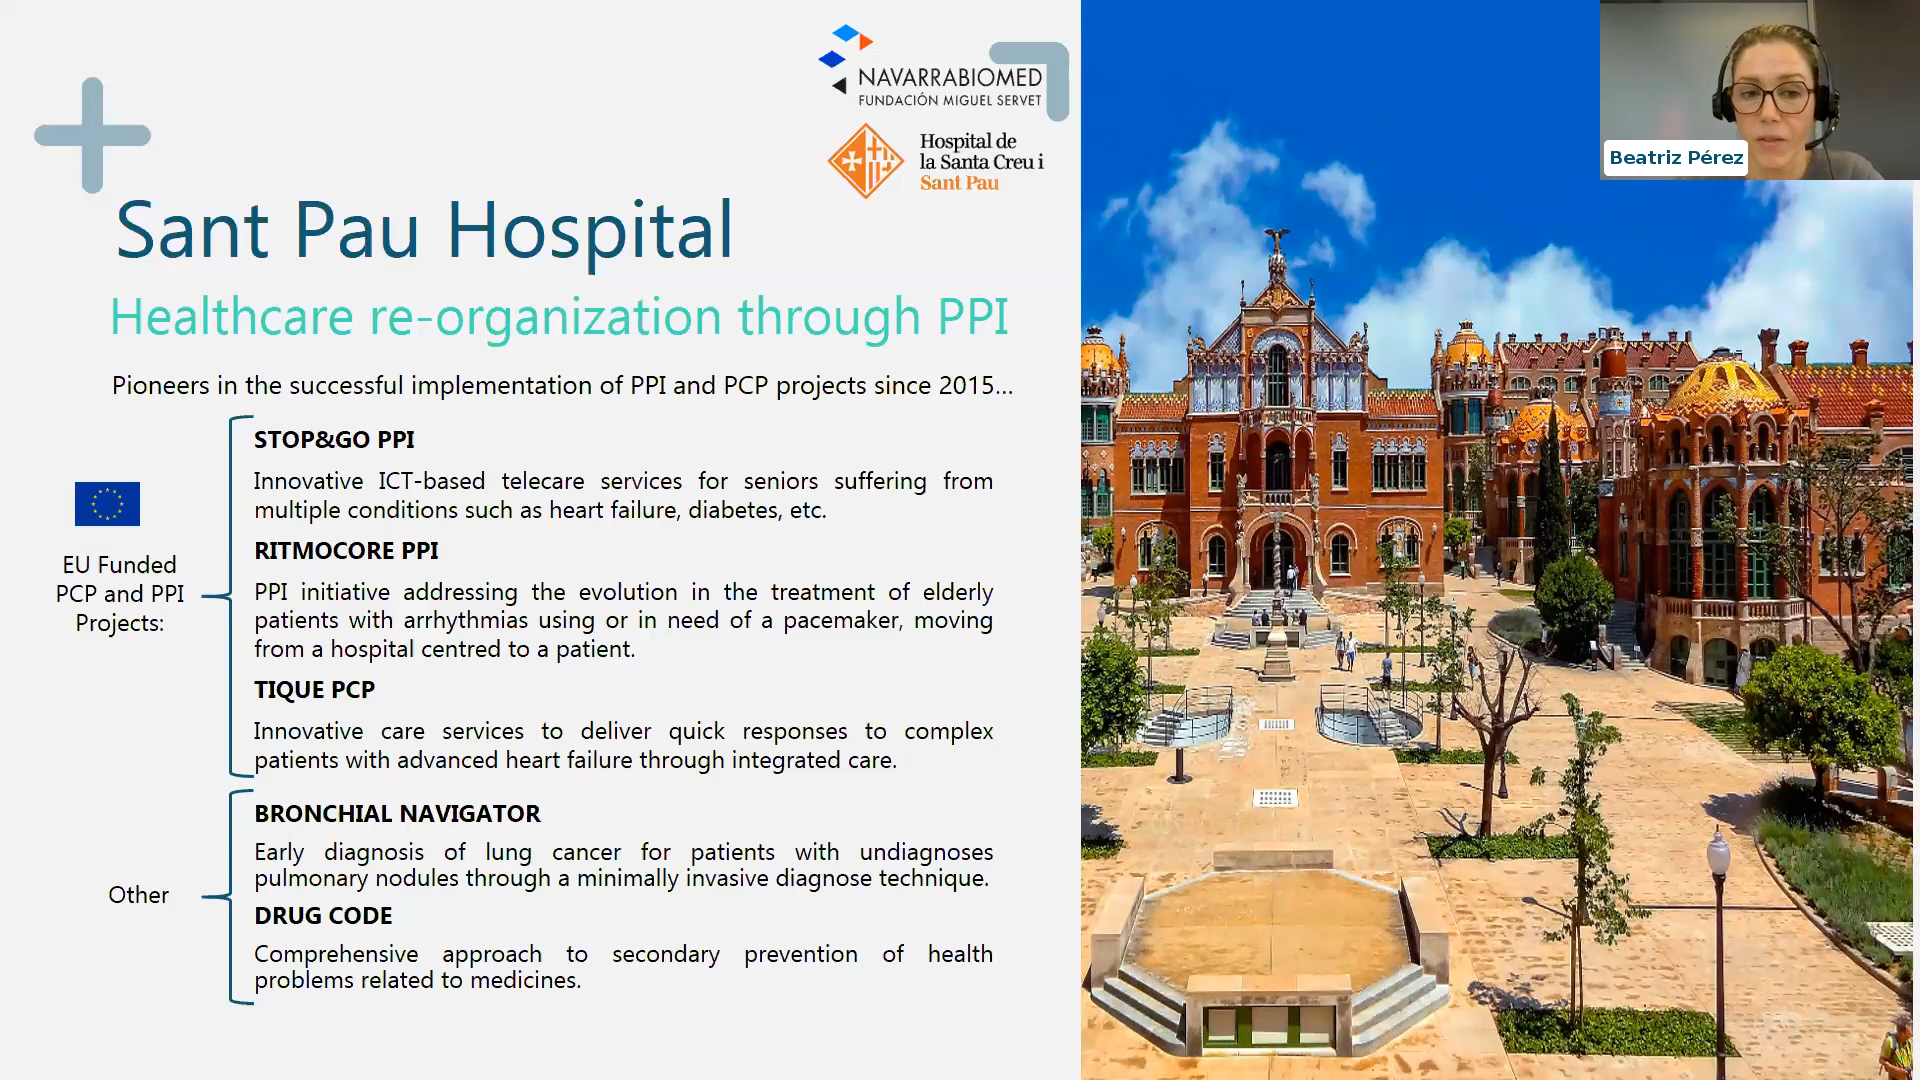 NAVARRABIOMED
FUNDACIÓN MIGUEL SERVET
Hospital de
la Santa Creu i
Sant Pau
Beatriz Pérez
Sant Pau Hospital
Healthcare re-organization through PPI
Pioneers in the successful implementation of PPI and PCP projects since 2015...
EU Funded
PCP and PPI
Projects:
STOP&GO PPI
Innovative ICT-based telecare services for seniors suffering from
multiple conditions such as heart failure, diabetes, etc.
RITMOCORE PPI
PPI initiative addressing the evolution in the treatment of elderly
patients with arrhythmias using or in need of a pacemaker, moving
from a hospital centred to a patient.
TIQUE PCP
Innovative care services to deliver quick responses to complex
patients with advanced heart failure through integrated care.
Other
BRONCHIAL NAVIGATOR
Early diagnosis of lung cancer for patients with undiagnoses
pulmonary nodules through a minimally invasive diagnose technique.
DRUG CODE
Comprehensive approach to secondary prevention of health
problems related to medicines.